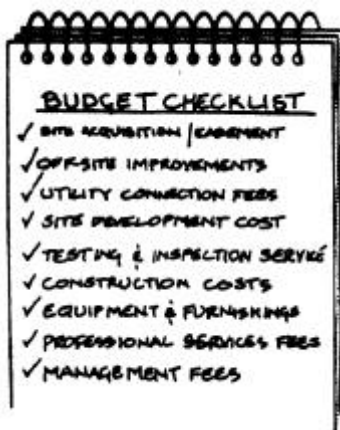 BUDGET CHECKLIST
✓ SITE ACQUISITION / EASEMENT
✓ OFF-SITE IMPROVEMENTS
✓ UTILITY CONNECTION FEES
✓ SITE DEVELOPMENT COST
✓ TESTING & INSPECTION SERVICE
✓ CONSTRUCTION COSTS
✓ EQUIPMENT & FURNISHINGS
✓ PROFESSIONAL SERVICES FEES
✓ MANAGEMENT FEES